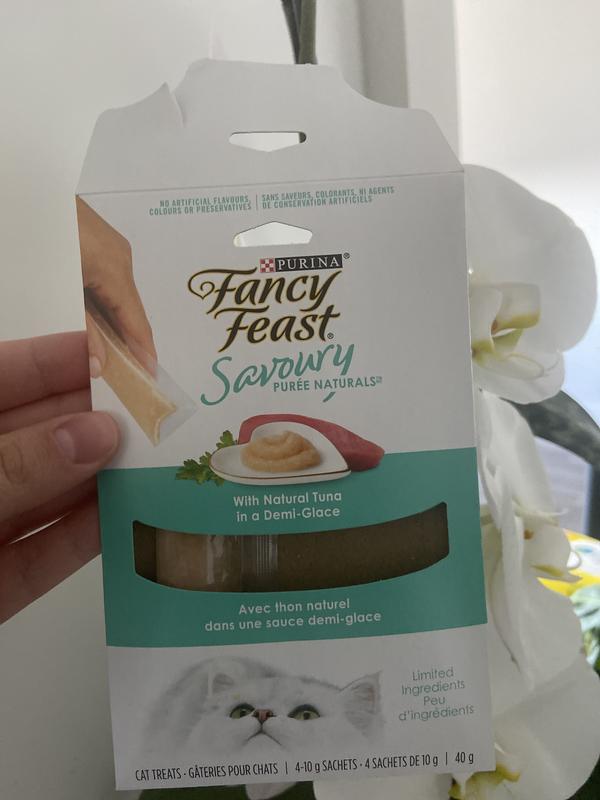 NO ARTIFICIAL FLAVOURS, | SANS SAVEURS, COLORANTS, NI AGENTS
COLOURS OR PRESERVATIVES | DE CONSERVATION ARTIFICIELS
PURINA®
Fancy
Feast®
Savoury
PURÉE NATURALS
With Natural Tuna
in a Demi-Glace
Avec thon naturel
dans une sauce demi-glace
Limited
Ingredients
Peu
d'ingrédients
CAT TREATS · GÂTERIES POUR CHATS | 4-10 g SACHETS · 4 SACHETS DE 10 g | 40 g